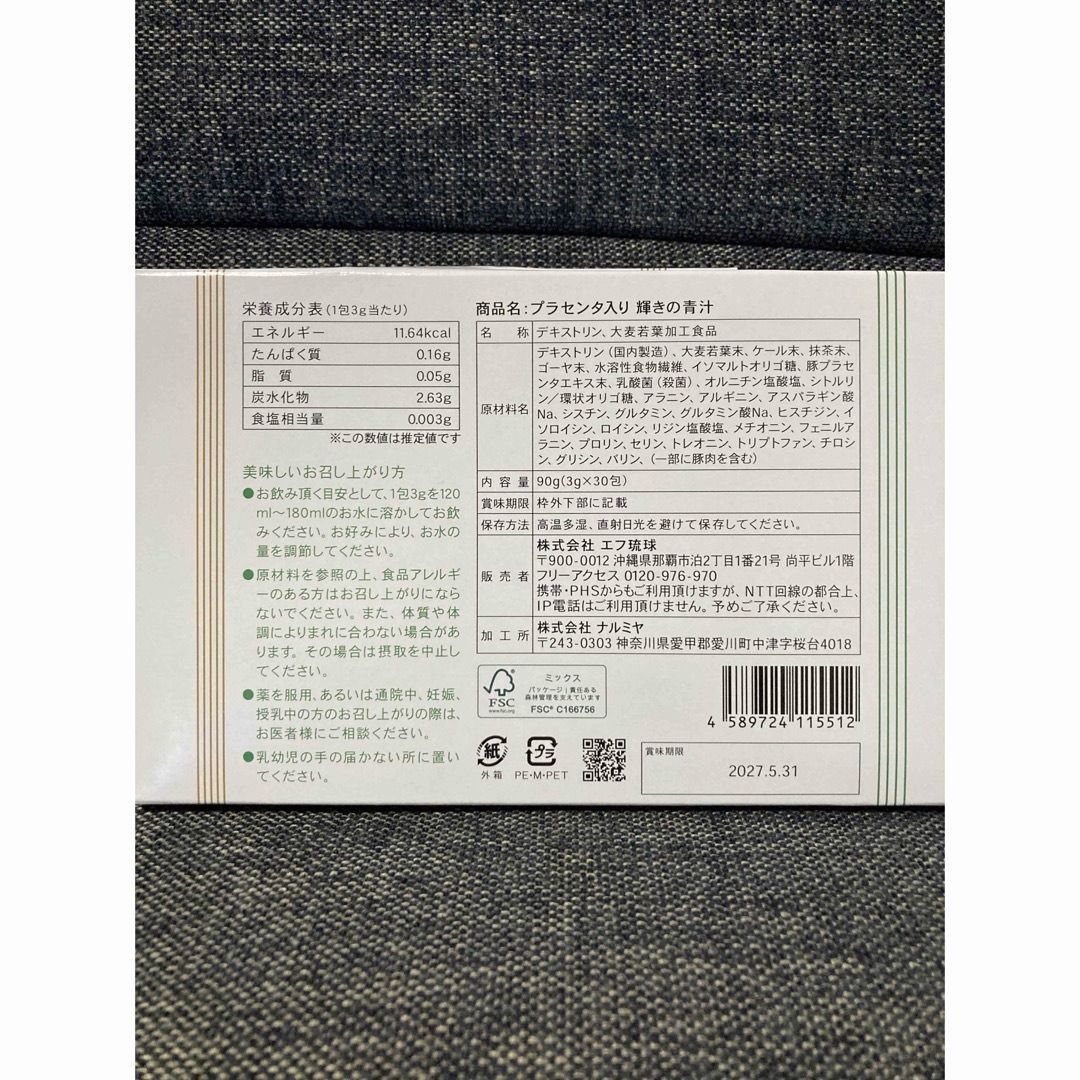 栄養成分表(1包3g当たり)
エネルギー 11.64kcal
たんぱく質 0.16g
脂 質 0.05g
炭水化物 2.63g
食塩相当量 0.003g
※この数値は推定値です
美味しいお召し上がり方
●お飲み頂く目安として、1包3gを120
ml～180mlのお水に溶かしてお飲
みください。お好みにより、お水の
量を調節してください。
●原材料を参照の上、食品アレルギ
ーのある方はお召し上がりになら
ないでください。また、体質や体
調によりまれに合わない場合があ
ります。その場合は摂取を中止し
てください。
●薬を服用、あるいは通院中、妊娠、
授乳中の方のお召し上がりの際は、
お医者様にご相談ください。
●乳幼児の手の届かない所に置い
てください。
商品名:プラセンタ入り 輝きの青汁
名 称 デキストリン、大麦若葉加工食品
原材料名 デキストリン(国内製造)、大麦若葉末、ケール末、抹茶末、
ゴーヤ末、水溶性食物繊維、イソマルトオリゴ糖、豚プラセ
ンタエキス末、乳酸菌(殺菌)、オルニチン塩酸塩、シトルリ
ン/環状オリゴ糖、アラニン、アルギニン、アスパラギン酸
Na、シスチン、グルタミン、グルタミン酸Na、ヒスチジン、イ
ソロイシン、ロイシン、リジン塩酸塩、メチオニン、フェニルア
ラニン、プロリン、セリン、トレオニン、トリプトファン、チロシ
ン、グリシン、バリン、(一部に豚肉を含む)
内 容 量 90g(3g×30包)
賞味期限 枠外下部に記載
保存方法 高温多湿、直射日光を避けて保存してください。
販 売 者 株式会社 エフ琉球
〒900-0012 沖縄県那覇市泊2丁目1番21号 尚平ビル1階
フリーアクセス 0120-976-970
携帯・PHSからもご利用頂けますが、NTT回線の都合上、
IP電話はご利用頂けません。予めご了承ください。
加 工 所 株式会社 ナルミヤ
〒243-0303 神奈川県愛甲郡愛川町中津字桜台4018
FSC
www.fsc.org
ミックス
パッケージ|責任ある
森林管理を支えています
FSC® C166756
4 589724 115512
紙
外箱
プラ
PE・M・PET
賞味期限
2027.5.31